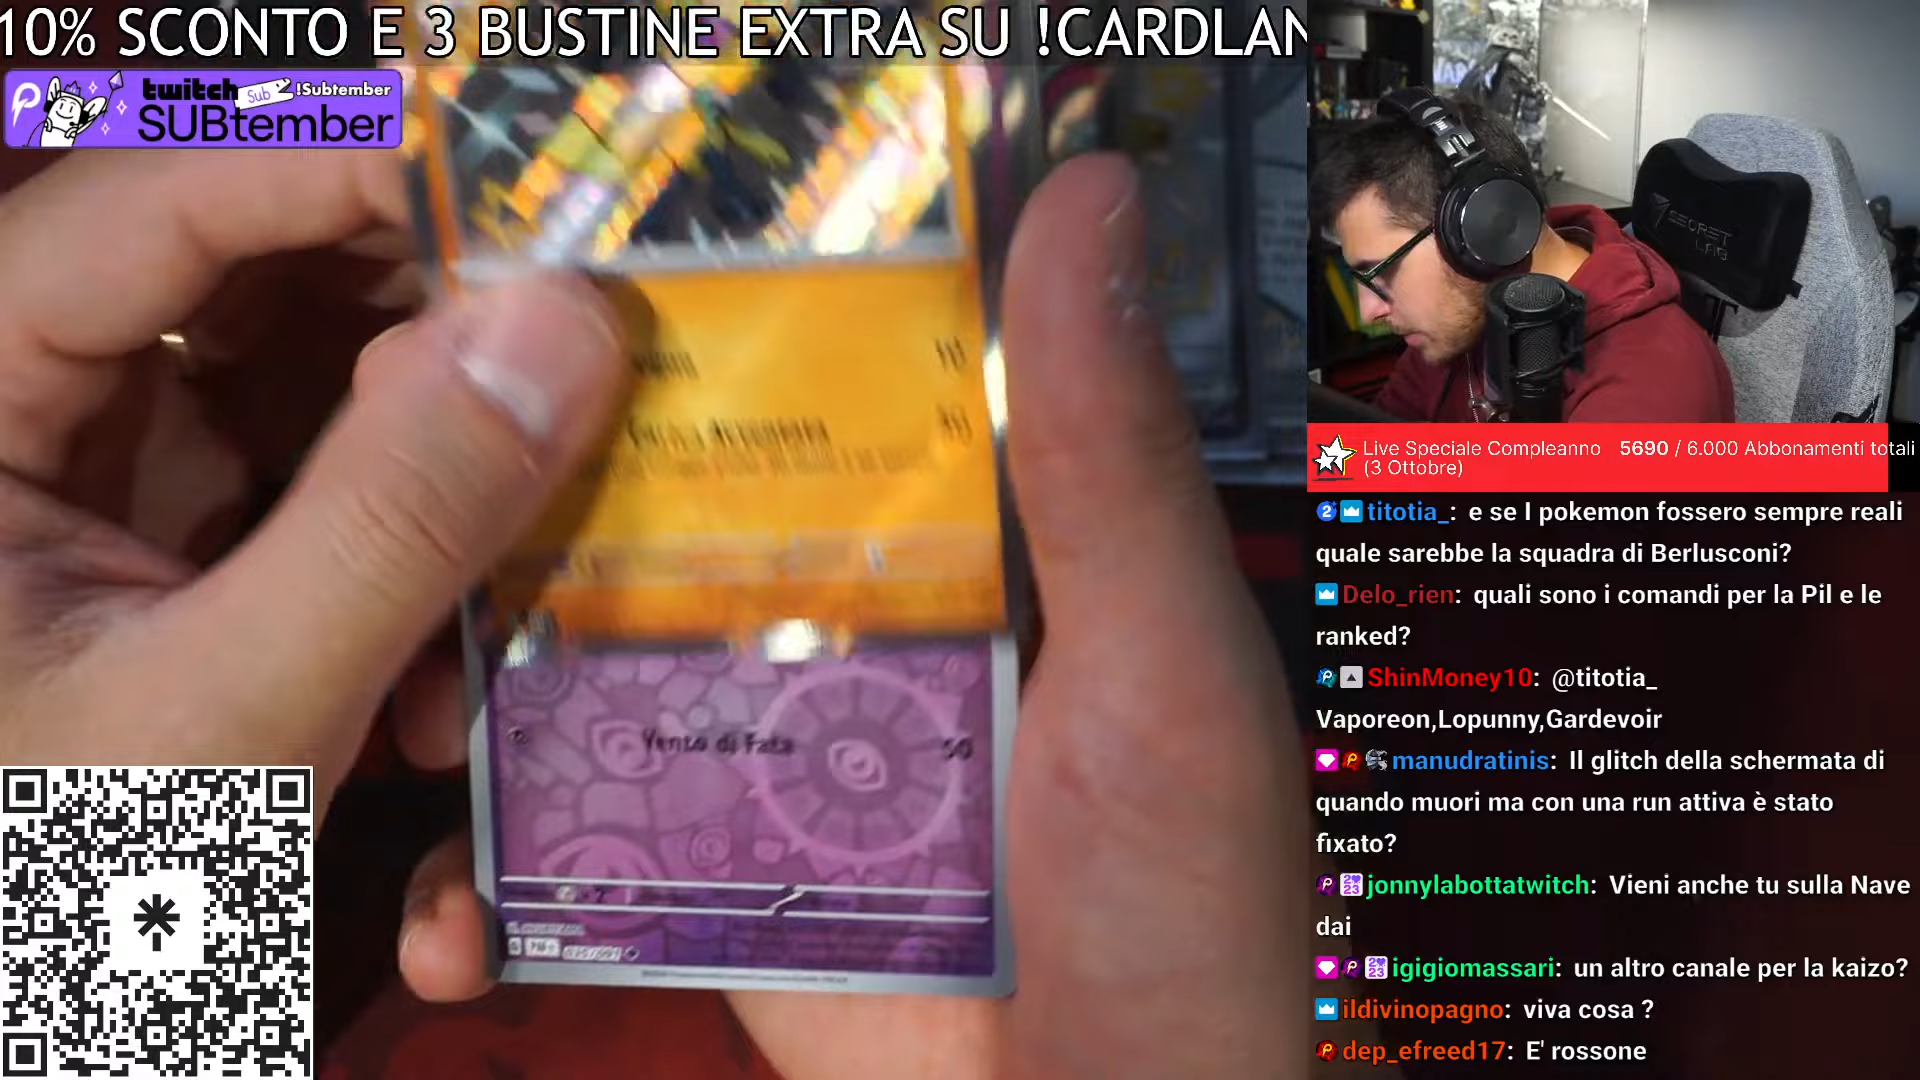 10% SCONTO E 3 BUSTINE EXTRA SU !CARDLAN
twitch Sub !Subtember
SUBtember
SECRET
LAB
Vento di Fata 50
Live Speciale Compleanno 5690 / 6.000 Abbonamenti totali
(3 Ottobre)
titotia_: e se I pokemon fossero sempre reali
quale sarebbe la squadra di Berlusconi?
Delo_rien: quali sono i comandi per la Pil e le
ranked?
ShinMoney10: @titotia_
Vaporeon,Lopunny,Gardevoir
manudratinis: Il glitch della schermata di
quando muori ma con una run attiva è stato
fixato?
jonnylabottatwitch: Vieni anche tu sulla Nave
dai
igigiomassari: un altro canale per la kaizo?
ildivinopagno: viva cosa ?
dep_efreed17: E' rossone